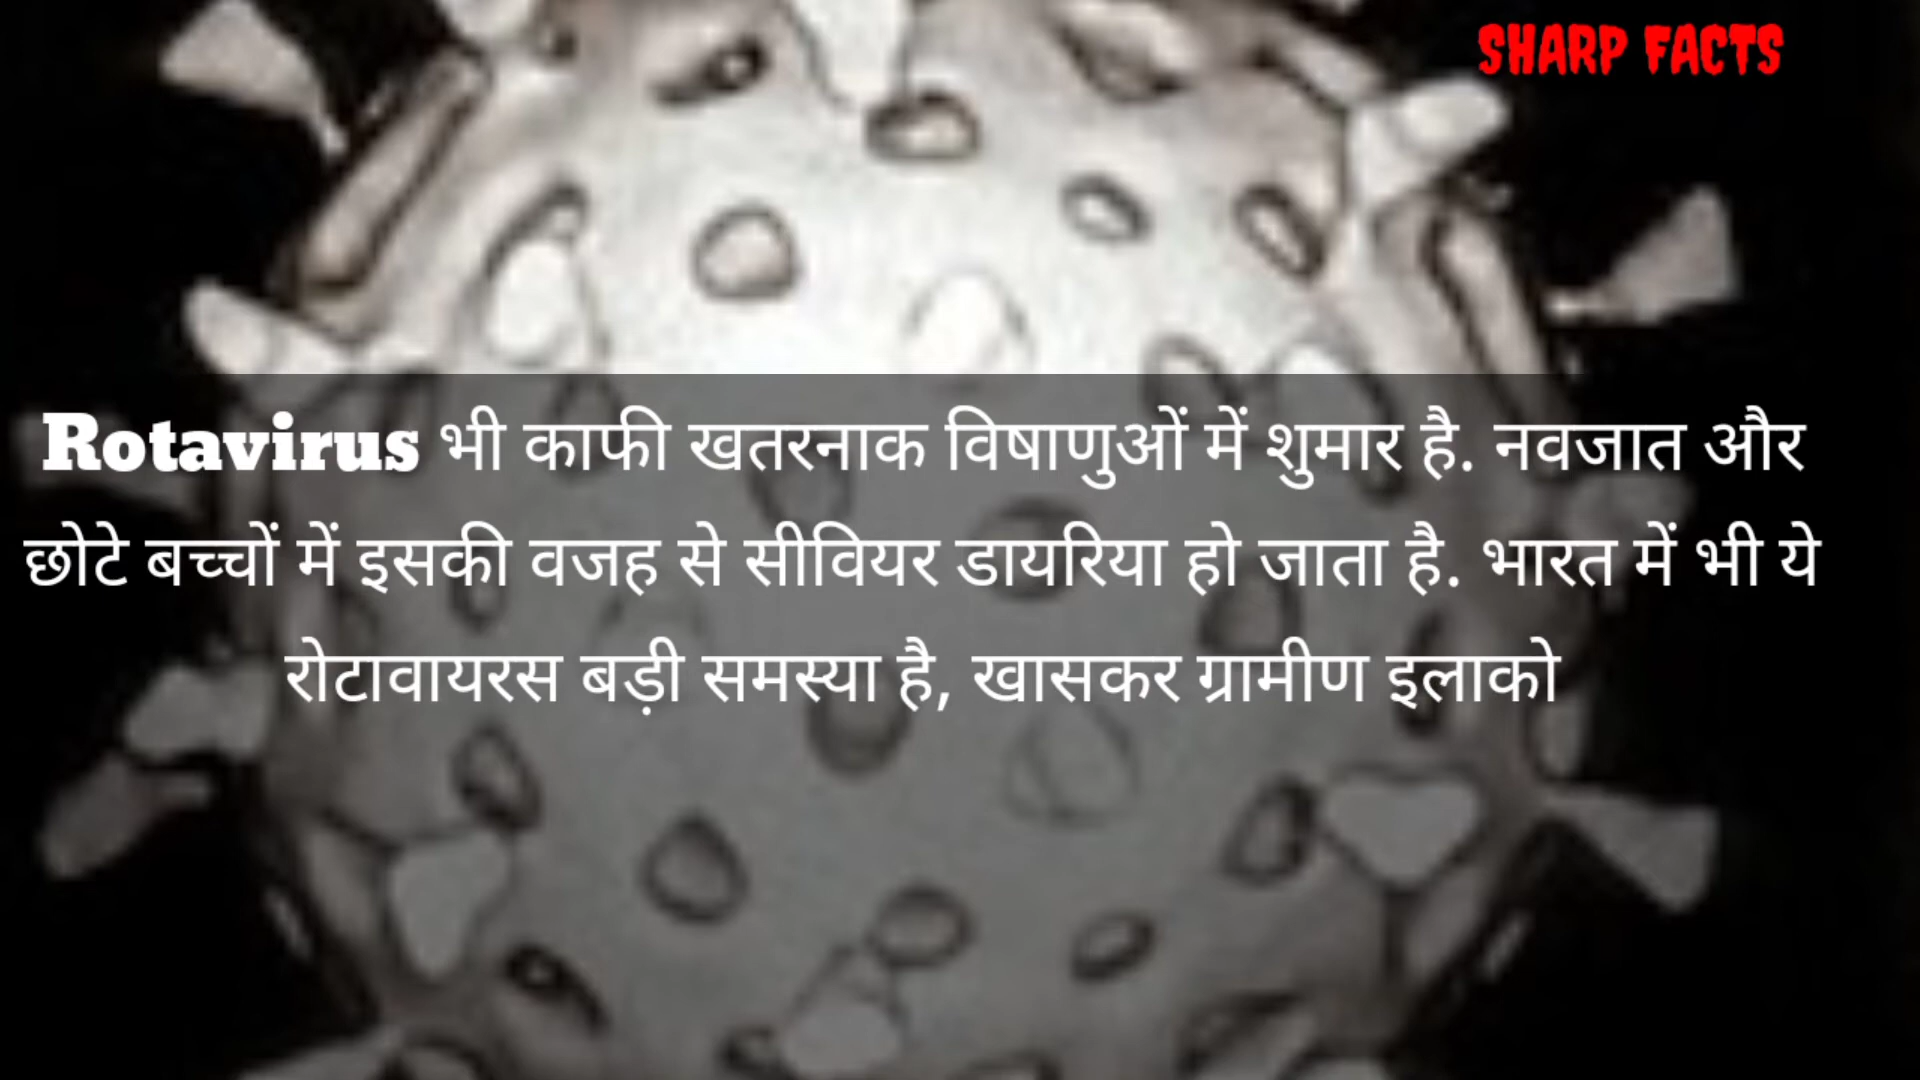 SHARP FACTS
Rotavirus भी काफी खतरनाक विषाणुओं में शुमार है. नवजात और
छोटे बच्चों में इसकी वजह से सीवियर डायरिया हो जाता है. भारत में भी ये
रोटावायरस बड़ी समस्या है, खासकर ग्रामीण इलाको